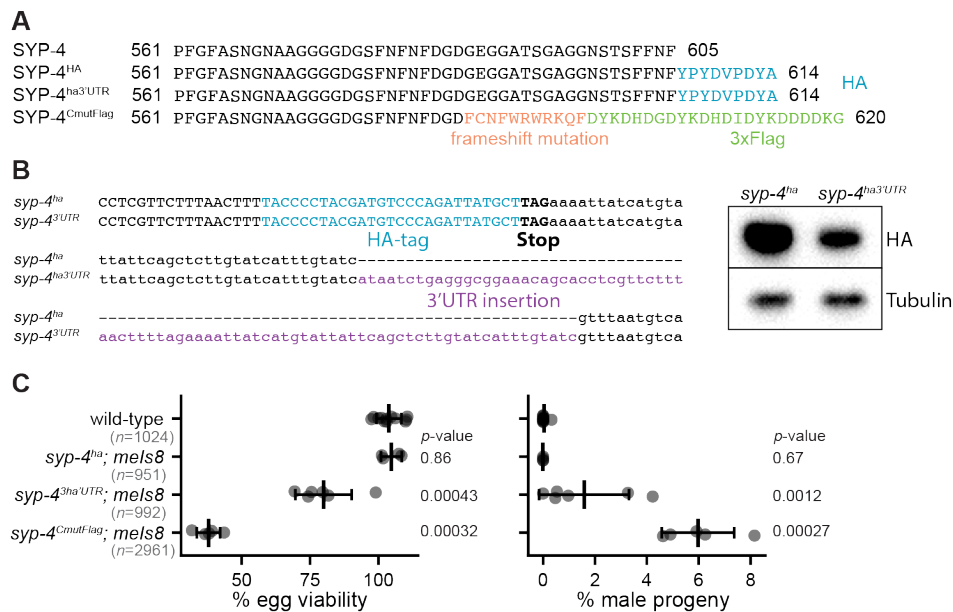 A
SYP-4 561 PFGFASNGNAAGGGGDGSFNFNFDGDGEGGATSGAGGNSTSFFNF 605
SYP-4HA 561 PFGFASNGNAAGGGGDGSFNFNFDGDGEGGATSGAGGNSTSFFNFYPYDVPDYA 614
HA
SYP-4ha3'UTR 561 PFGFASNGNAAGGGGDGSFNFNFDGDGEGGATSGAGGNSTSFFNFYPYDVPDYA 614
SYP-4CmutFlag 561 PFGFASNGNAAGGGGDGSFNFNFDGDFCNFWRWRKQFDYKDHDGDYKDHDIDYKDDDDKG 620
frameshift mutation 3xFlag
B
syp-4ha CCTCGTTCTTTAACTTTTACCCCTACGATGTCCCAGATTATGCTTAGaaaattatcatgta
syp-43'UTR CCTCGTTCTTTAACTTTTACCCCTACGATGTCCCAGATTATGCTTAGaaaattatcatgta
HA-tag Stop
syp-4ha ttattcagctcttgtatcatttgtatc------------------------------------
syp-4ha3'UTR ttattcagctcttgtatcatttgtatcataatctgagggcggaaacagcacctcgttcttt
3'UTR insertion
syp-4ha ---------------------------------------------------gtttaatgtca
syp-43'UTR aacttttagaaaattatcatgtattattcagctcttgtatcatttgtatcgtttaatgtca
syp-4ha syp-4ha3'UTR
HA
Tubulin
C
wild-type
(n=1024)
syp-4ha; meIs8
(n=951)
syp-43ha'UTR; meIs8
(n=992)
syp-4CmutFlag; meIs8
(n=2961)
p-value
0.86
0.00043
0.00032
50 75 100
% egg viability
p-value
0.67
0.0012
0.00027
0 2 4 6 8
% male progeny